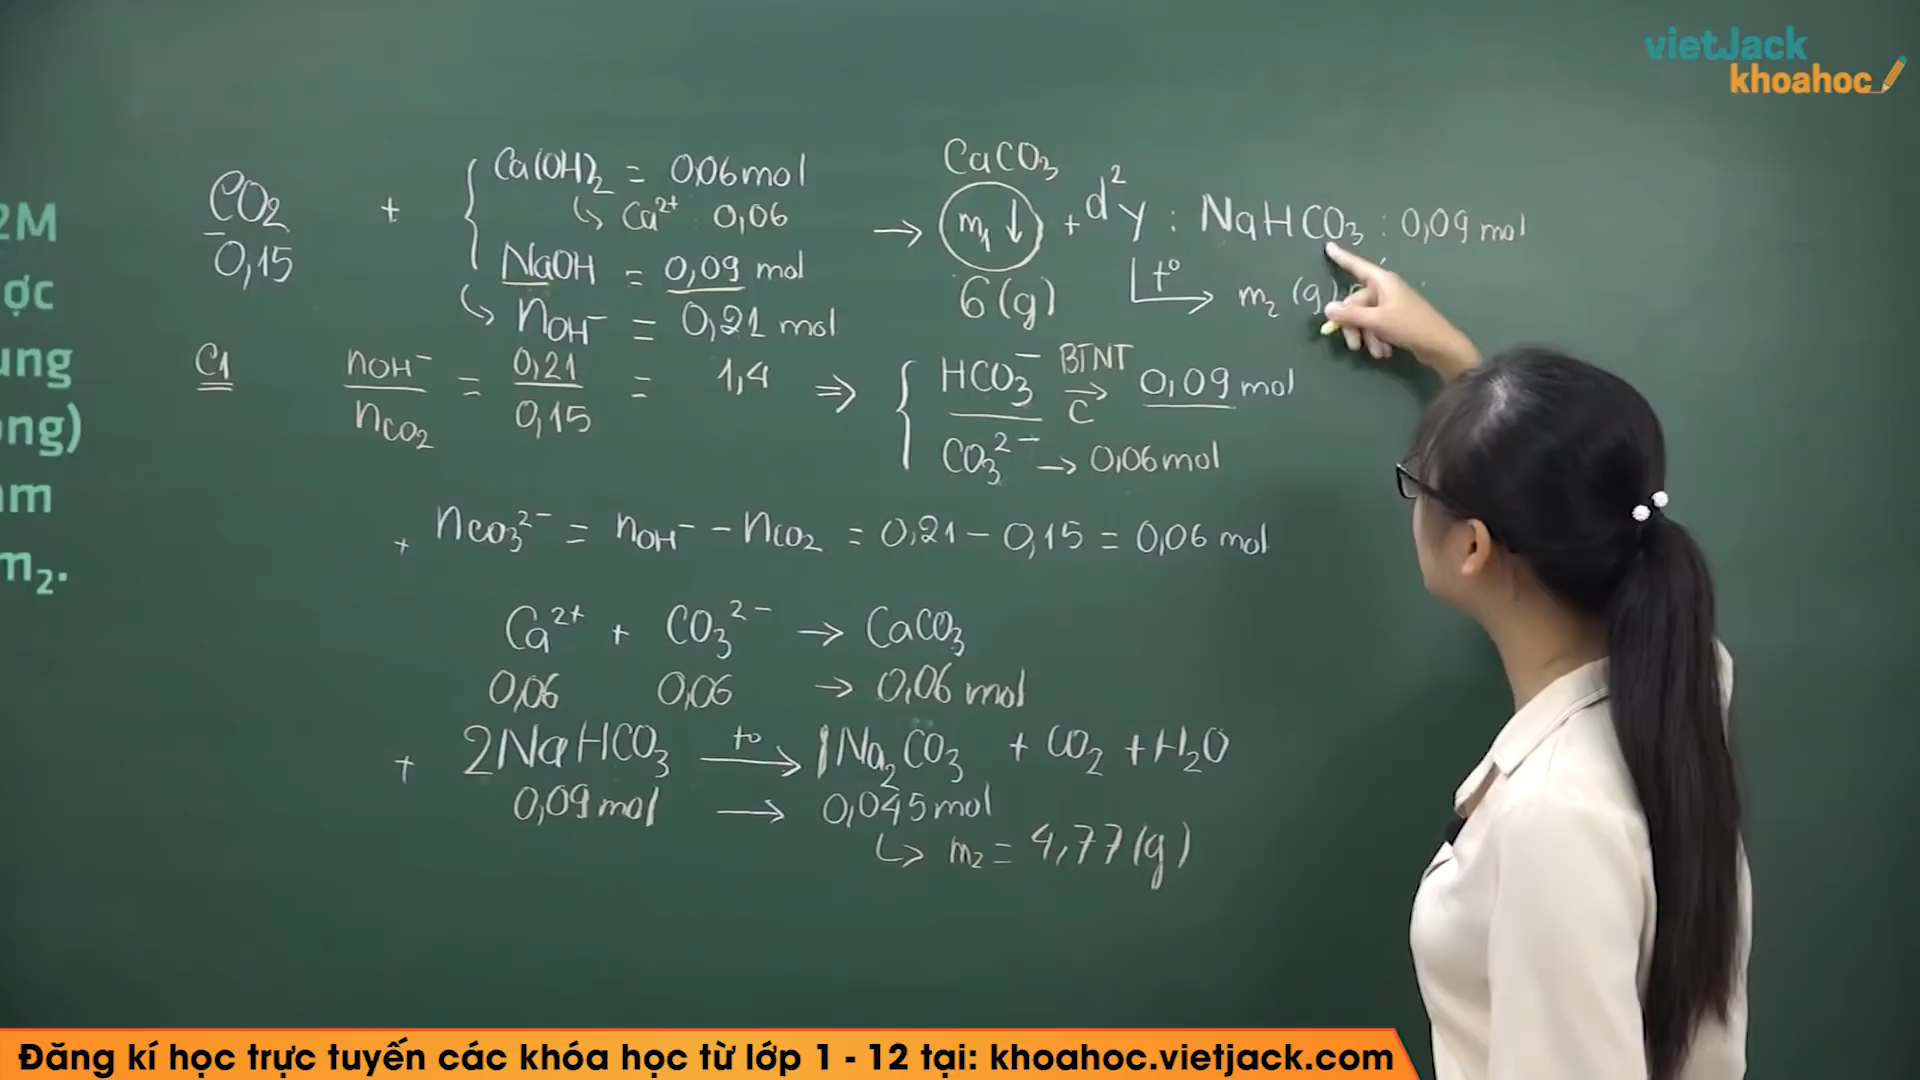 vietJack
khoahoc
2M
ợc
ung
ong)
am
m₂.
CO₂ + { Ca(OH)₂ = 0,06 mol
0,15
↳ Ca²⁺ 0,06
NaOH = 0,09 mol
↳ nOH⁻ = 0,21 mol
→ CaCO₃
m₁↓ + d² Y : NaHCO₃ : 0,09 mol
6 (g)
t° → m₂ (g)
C1 nOH⁻ / nCO₂ = 0,21 / 0,15 = 1,4 ⇒ { HCO₃⁻ BTNT C → 0,09 mol
CO₃²⁻ → 0,06 mol
+ nCO₃²⁻ = nOH⁻ − nCO₂ = 0,21 − 0,15 = 0,06 mol
Ca²⁺ + CO₃²⁻ → CaCO₃
0,06 0,06 → 0,06 mol
+ 2NaHCO₃ t° → 1Na₂CO₃ + CO₂ + H₂O
0,09 mol → 0,045 mol
↳ m₂ = 4,77 (g)
Đăng kí học trực tuyến các khóa học từ lớp 1 - 12 tại: khoahoc.vietjack.com